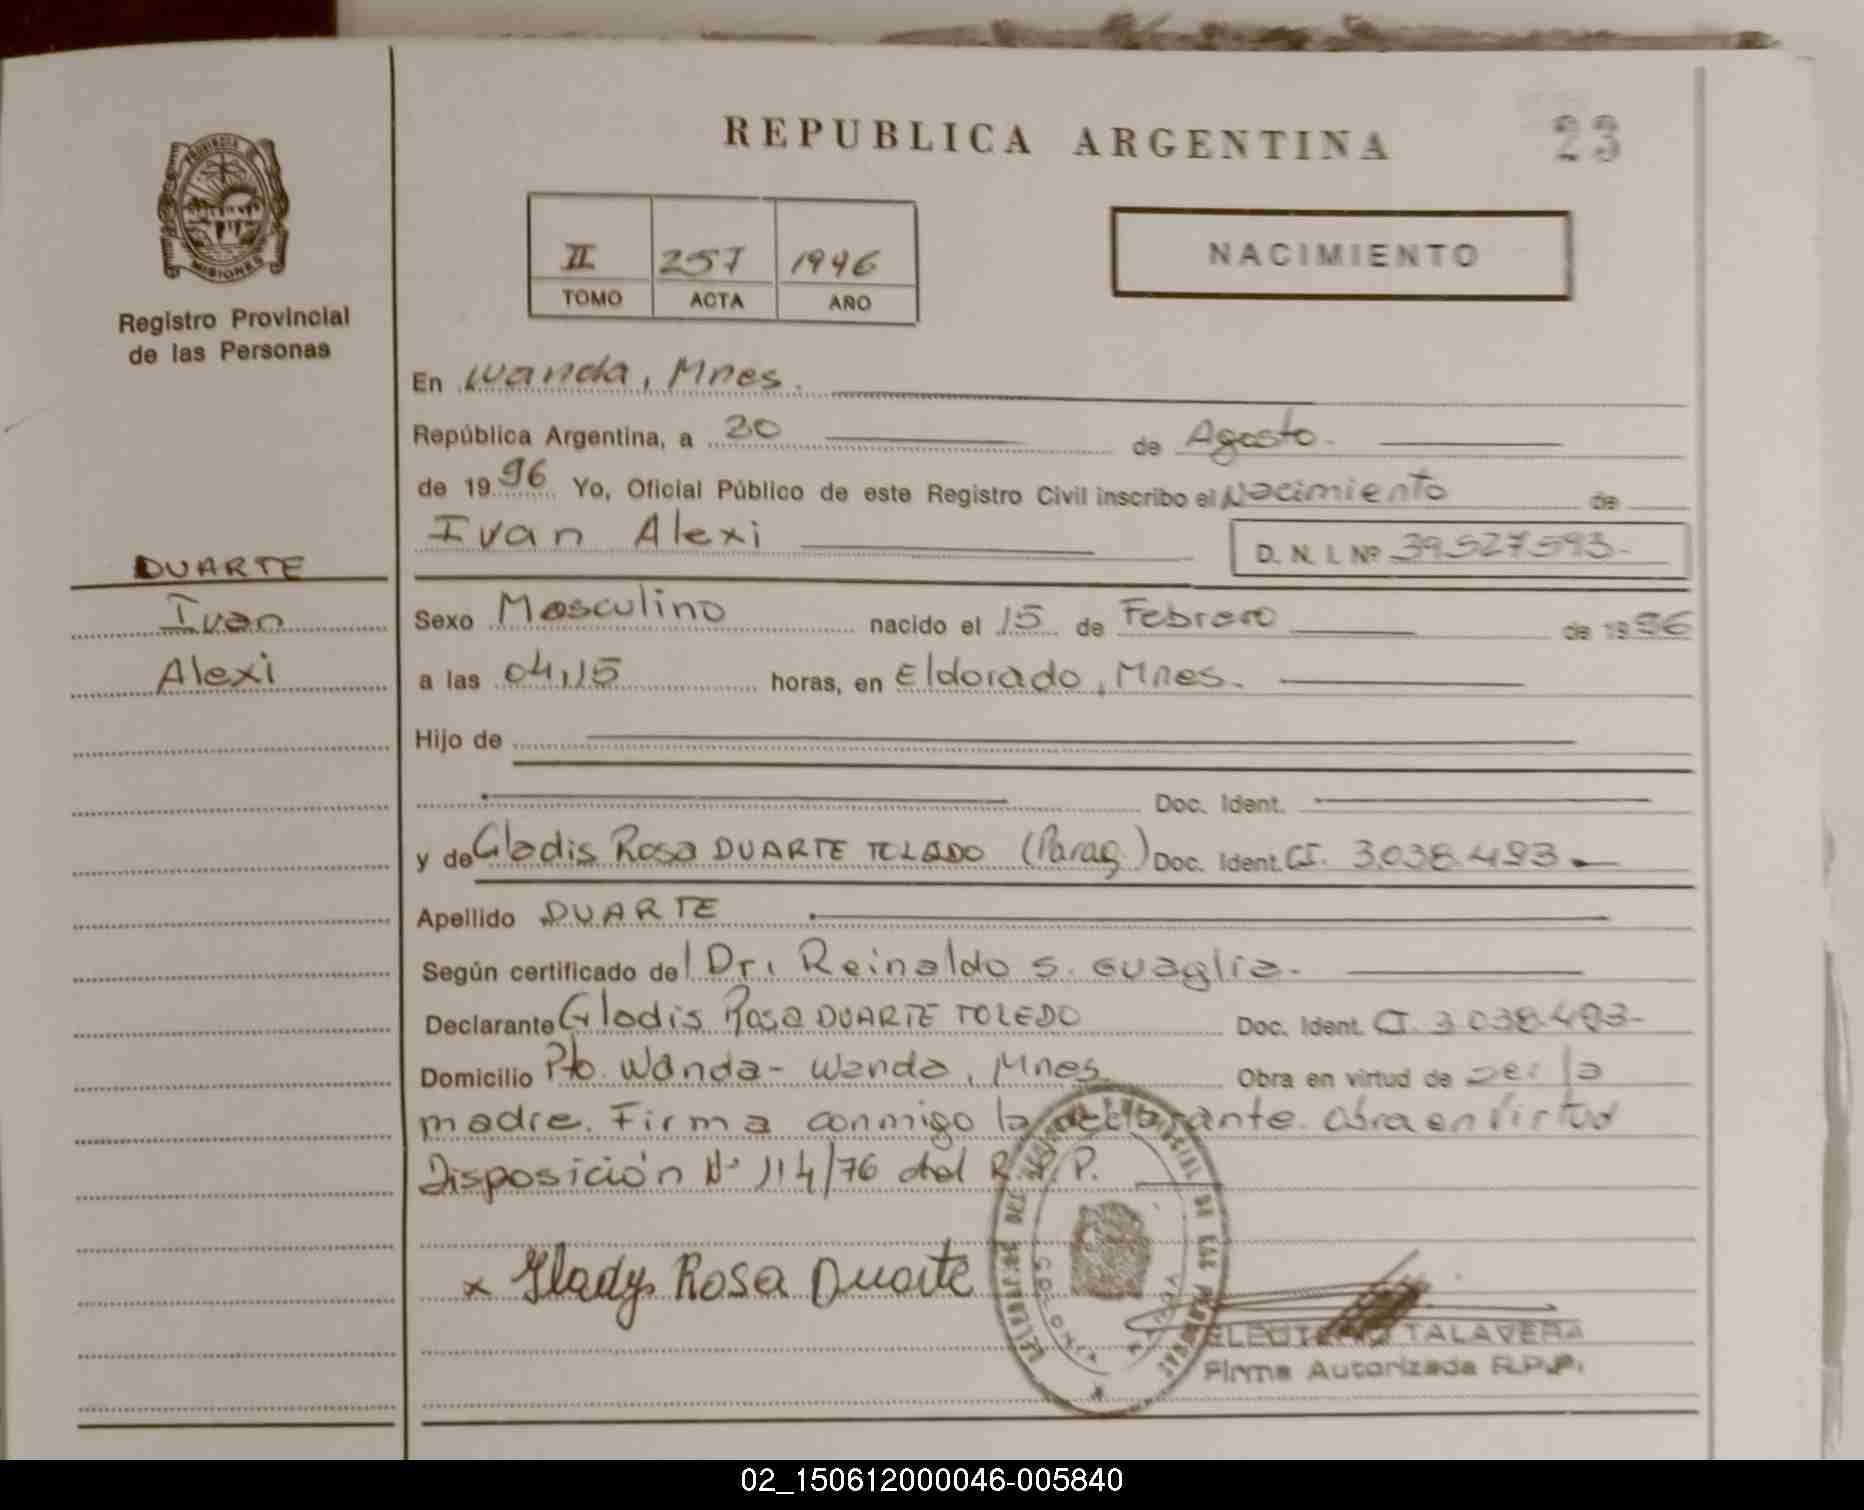 REPUBLICA ARGENTINA
23
PROVINCIA DE
MISIONES
Registro Provincial
de las Personas
II 257 1996
TOMO ACTA AÑO
NACIMIENTO
En Wanda, Mnes.
República Argentina, a 20 de Agosto.
de 1996 Yo, Oficial Público de este Registro Civil inscribo el Nacimiento de
Ivan Alexi D. N. I. Nº 39527593.
DUARTE
Ivan
Alexi
Sexo Masculino nacido el 15 de Febrero de 1996
a las 04,15 horas, en Eldorado, Mnes.
Hijo de
Doc. Ident.
y de Gladis Rosa DUARTE TOLEDO (Parag.) Doc. Ident. CI. 3.038.493.
Apellido DUARTE
Según certificado del Dr. Reinaldo S. Guaglia.
Declarante Gladis Rosa DUARTE TOLEDO Doc. Ident. CI. 3.038.493-
Domicilio Pto. Wanda- Wanda, Mnes. Obra en virtud de ser la
madre. Firma conmigo la declarante. Obra en virtud
Disposición Nº 114/76 del R.P.P.
x Gladys Rosa Duarte
ELEUTERIO TALAVERA
Firma Autorizada R.P.P.
02_150612000046-005840